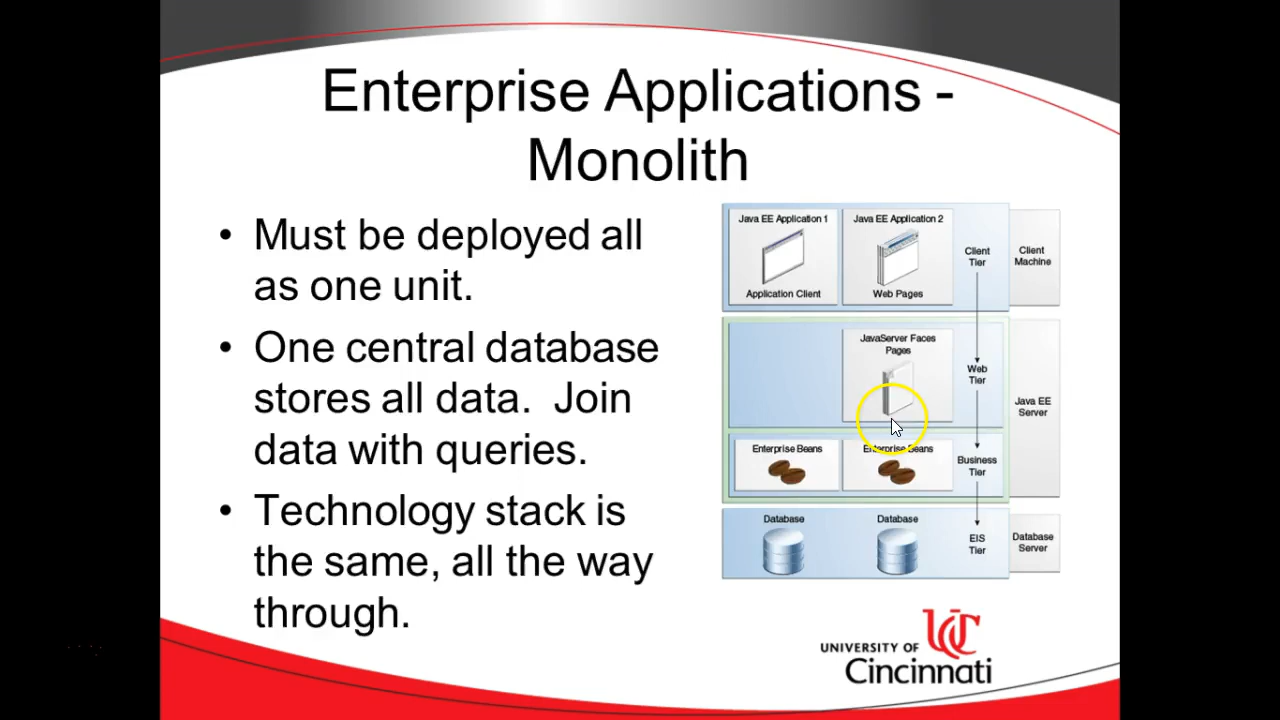 Enterprise Applications -
Monolith
• Must be deployed all
as one unit.
• One central database
stores all data.  Join
data with queries.
• Technology stack is
the same, all the way
through.
Java EE Application 1
Application Client
Java EE Application 2
Web Pages
Client
Tier
Client
Machine
JavaServer Faces
Pages
Web
Tier
Java EE
Server
Enterprise Beans
Enterprise Beans
Business
Tier
Database
Database
EIS
Tier
Database
Server
UC
UNIVERSITY OF
Cincinnati